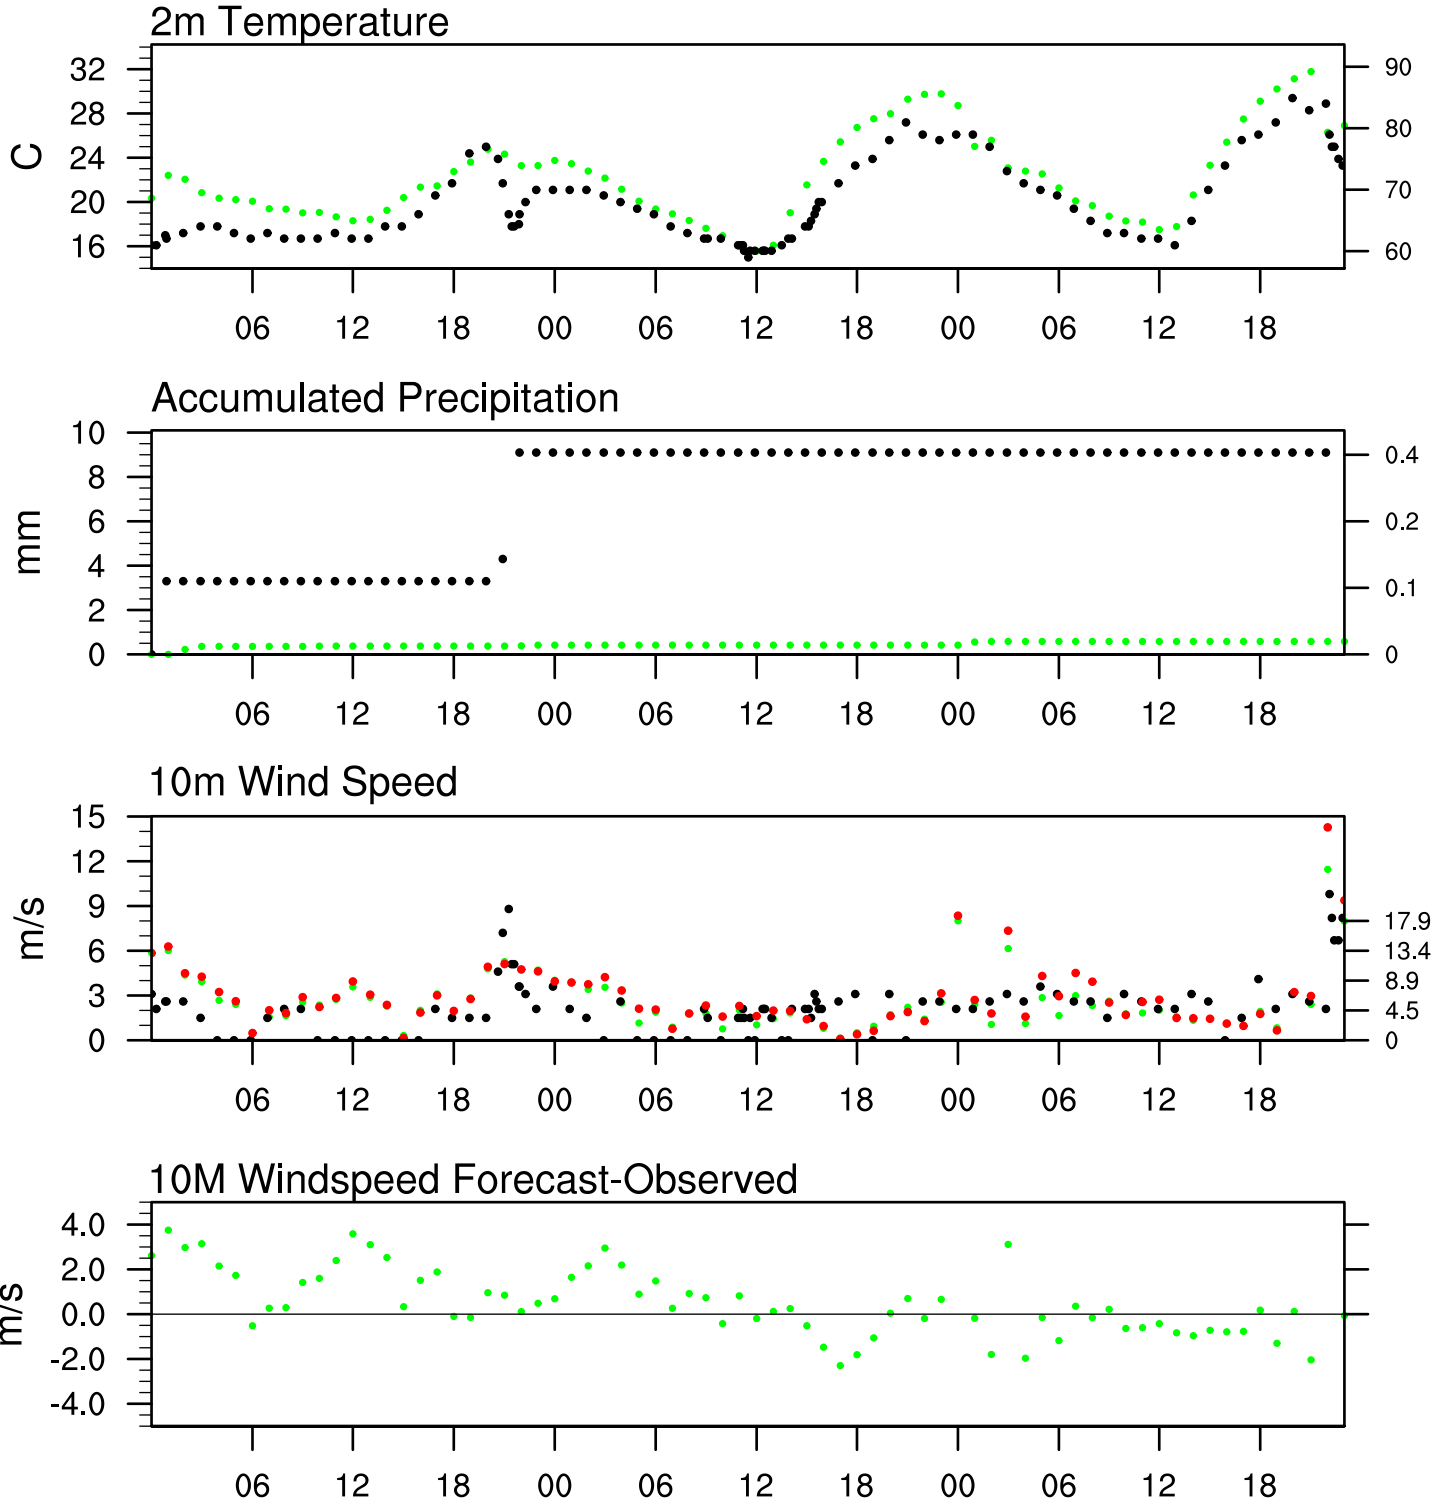 2m Temperature
C
32
28
24
20
16
90
80
70
60
06 12 18 00 06 12 18 00 06 12 18
Accumulated Precipitation
mm
10
8
6
4
2
0
0.4
0.2
0.1
0
06 12 18 00 06 12 18 00 06 12 18
10m Wind Speed
m/s
15
12
9
6
3
0
17.9
13.4
8.9
4.5
0
06 12 18 00 06 12 18 00 06 12 18
10M Windspeed Forecast-Observed
m/s
4.0
2.0
0.0
-2.0
-4.0
06 12 18 00 06 12 18 00 06 12 18